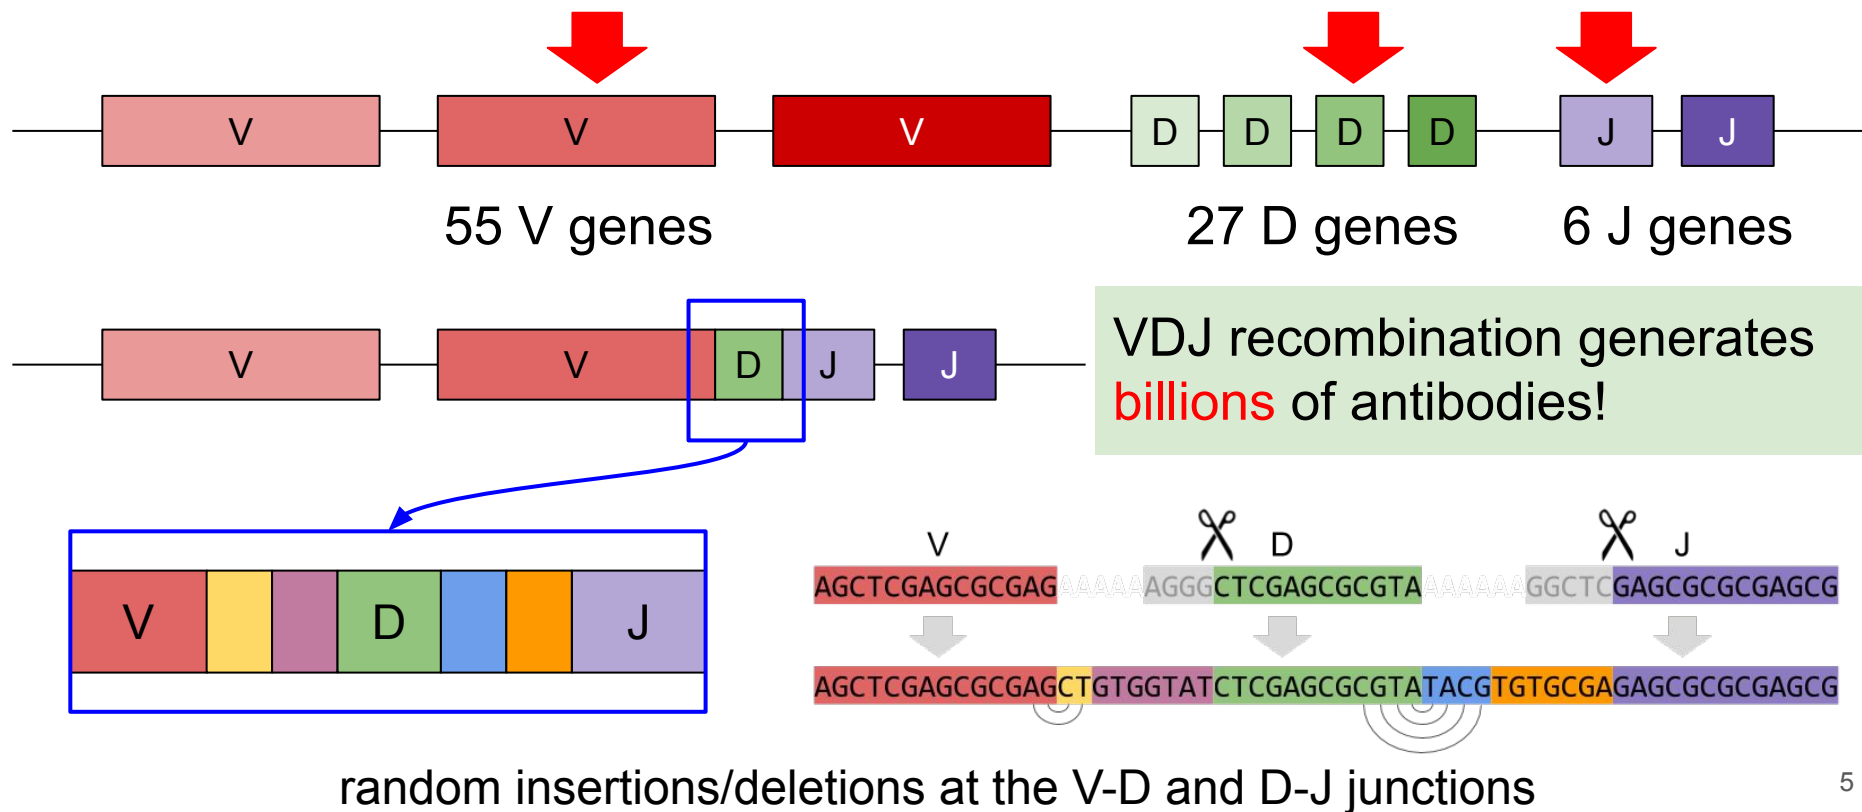 V V V D D D D J J
55 V genes 27 D genes 6 J genes
V V D J J
VDJ recombination generates
billions of antibodies!
V D J
V D J
AGCTCGAGCGCGAGAAAAAAGGGCTCGAGCGCGTAAAAAAAGGCTCGAGCGCGCGAGCG
AGCTCGAGCGCGAGCTGTGGTATCTCGAGCGCGTATACGTGTGCGAGAGCGCGCGAGCG
random insertions/deletions at the V-D and D-J junctions
5